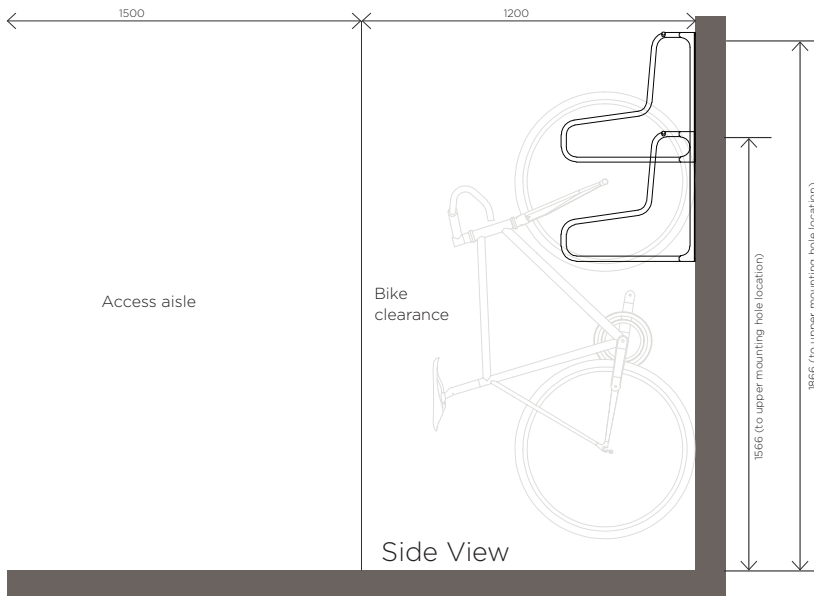 1500
1200
Access aisle
Bike
clearance
1566 (to upper mounting hole location)
1866 (to upper mounting hole location)
Side View